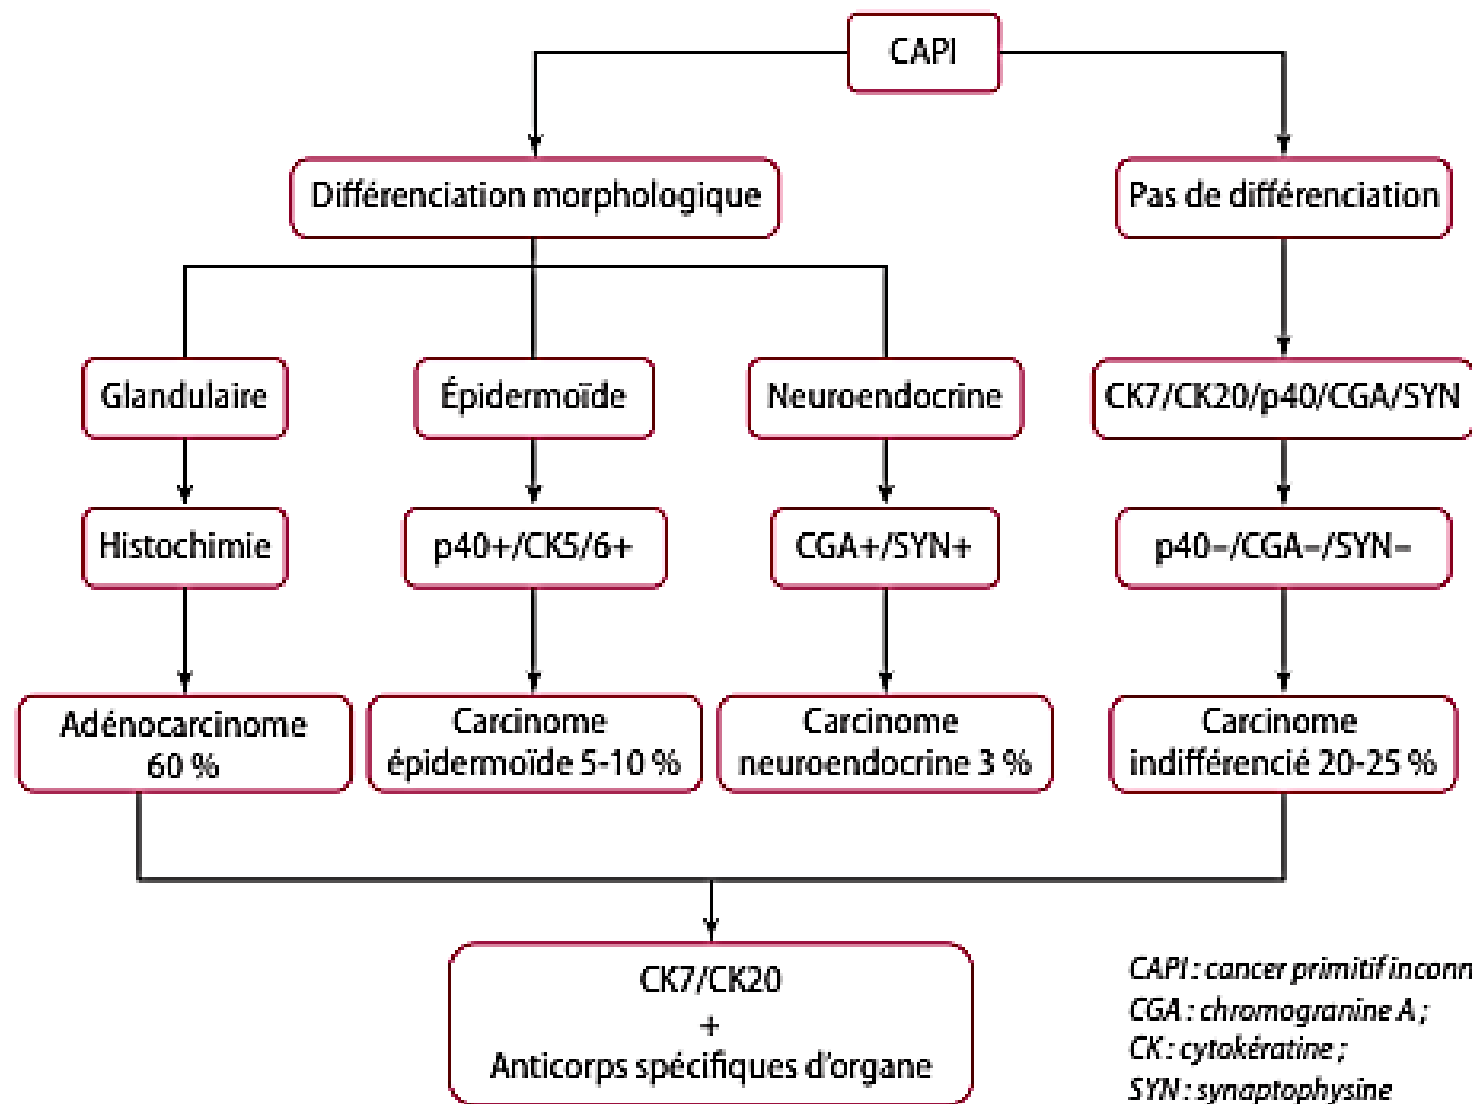 CAPI
Différenciation morphologique
Pas de différenciation
Glandulaire
Épidermoïde
Neuroendocrine
CK7/CK20/p40/CGA/SYN
Histochimie
p40+/CK5/6+
CGA+/SYN+
p40–/CGA–/SYN–
Adénocarcinome
60 %
Carcinome
épidermoïde 5-10 %
Carcinome
neuroendocrine 3 %
Carcinome
indifférencié 20-25 %
CK7/CK20
+
Anticorps spécifiques d’organe
CAPI : cancer primitif inconn
CGA : chromogranine A ;
CK : cytokératine ;
SYN : synaptophysine